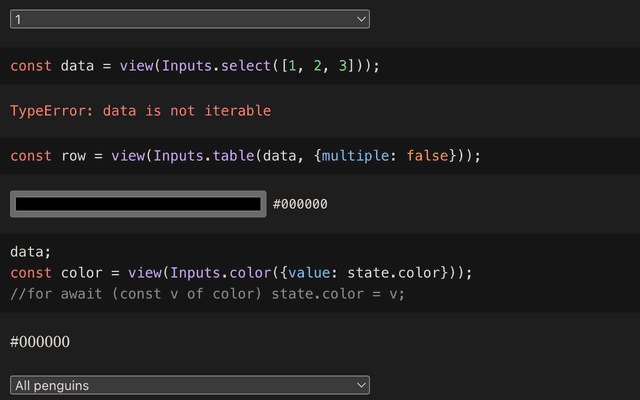 1
const data = view(Inputs.select([1, 2, 3]));
TypeError: data is not iterable
const row = view(Inputs.table(data, {multiple: false}));
#000000
data;
const color = view(Inputs.color({value: state.color}));
//for await (const v of color) state.color = v;
#000000
All penguins